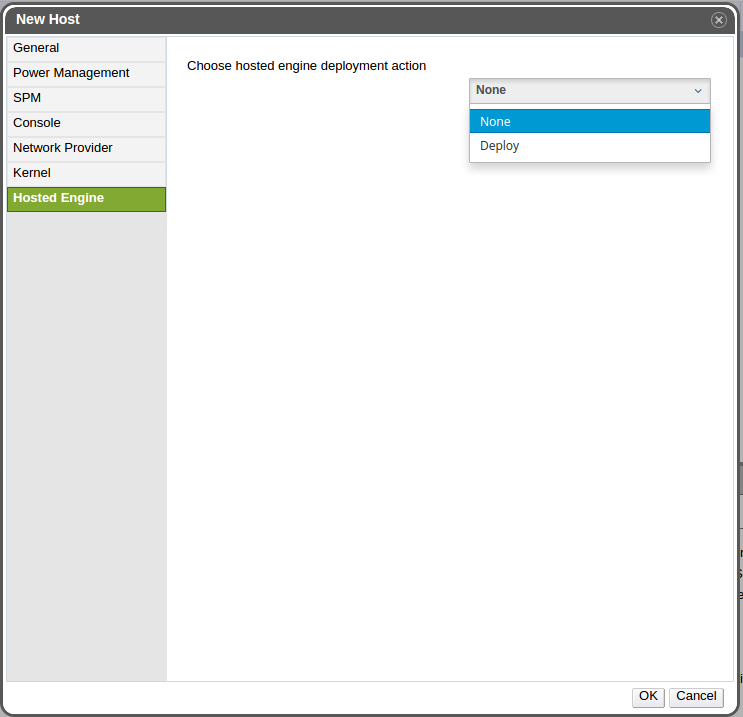 New Host
General
Power Management
SPM
Console
Network Provider
Kernel
Hosted Engine
Choose hosted engine deployment action
None
None
Deploy
OK
Cancel